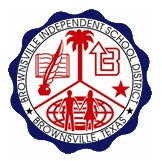 BROWNSVILLE INDEPENDENT SCHOOL DISTRICT
BROWNSVILLE, TEXAS